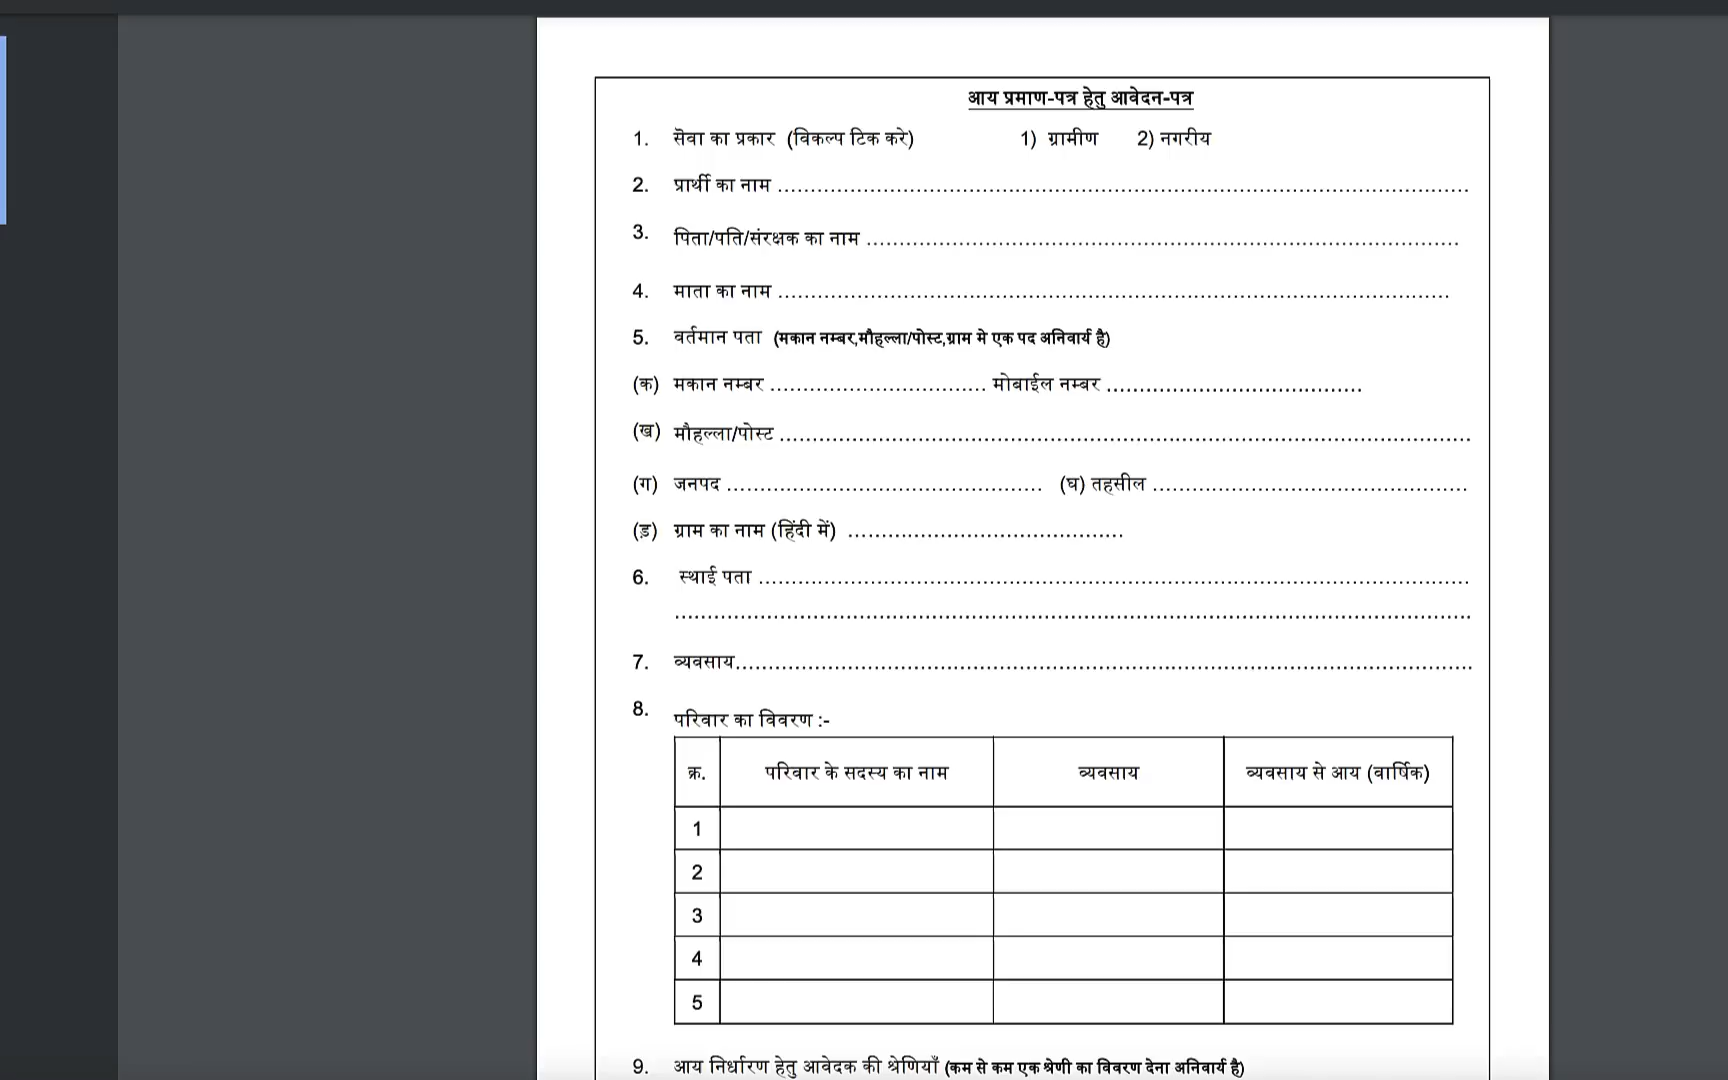 आय प्रमाण-पत्र हेतु आवेदन-पत्र
1. सेवा का प्रकार (विकल्प टिक करे) 1) ग्रामीण 2) नगरीय
2. प्रार्थी का नाम ........................................................................................................
3. पिता/पति/संरक्षक का नाम ..........................................................................................
4. माता का नाम .....................................................................................................
5. वर्तमान पता (मकान नम्बर,मौहल्ला/पोस्ट,ग्राम मे एक पद अनिवार्य है)
(क) मकान नम्बर ................................. मोबाईल नम्बर .......................................
(ख) मौहल्ला/पोस्ट ........................................................................................................
(ग) जनपद ................................................ (घ) तहसील ................................................
(ड़) ग्राम का नाम (हिंदी में) ..........................................
6. स्थाई पता ...........................................................................................................
........................................................................................................................
7. व्यवसाय...............................................................................................................
8. परिवार का विवरण :-
क्र. परिवार के सदस्य का नाम व्यवसाय व्यवसाय से आय (वार्षिक)
1
2
3
4
5
9. आय निर्धारण हेतु आवेदक की श्रेणियाँ (कम से कम एक श्रेणी का विवरण देना अनिवार्य है)